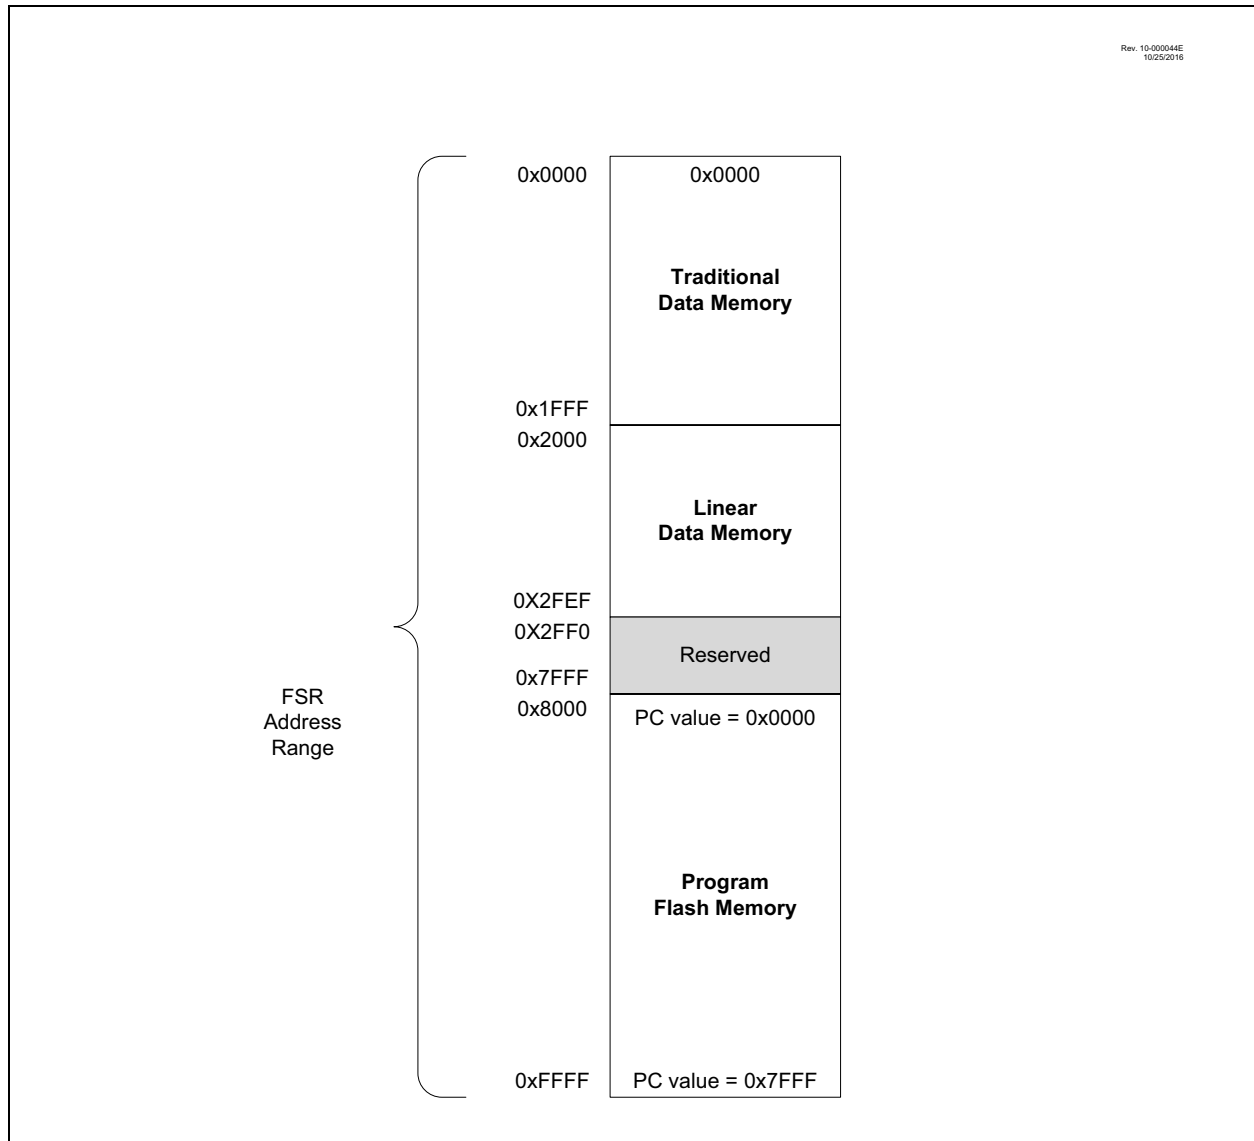 Rev. 10-000044E
10/25/2016
0x0000
0x0000
Traditional
Data Memory
0x1FFF
0x2000
Linear
Data Memory
0X2FEF
0X2FF0
Reserved
0x7FFF
0x8000
PC value = 0x0000
FSR
Address
Range
Program
Flash Memory
0xFFFF
PC value = 0x7FFF